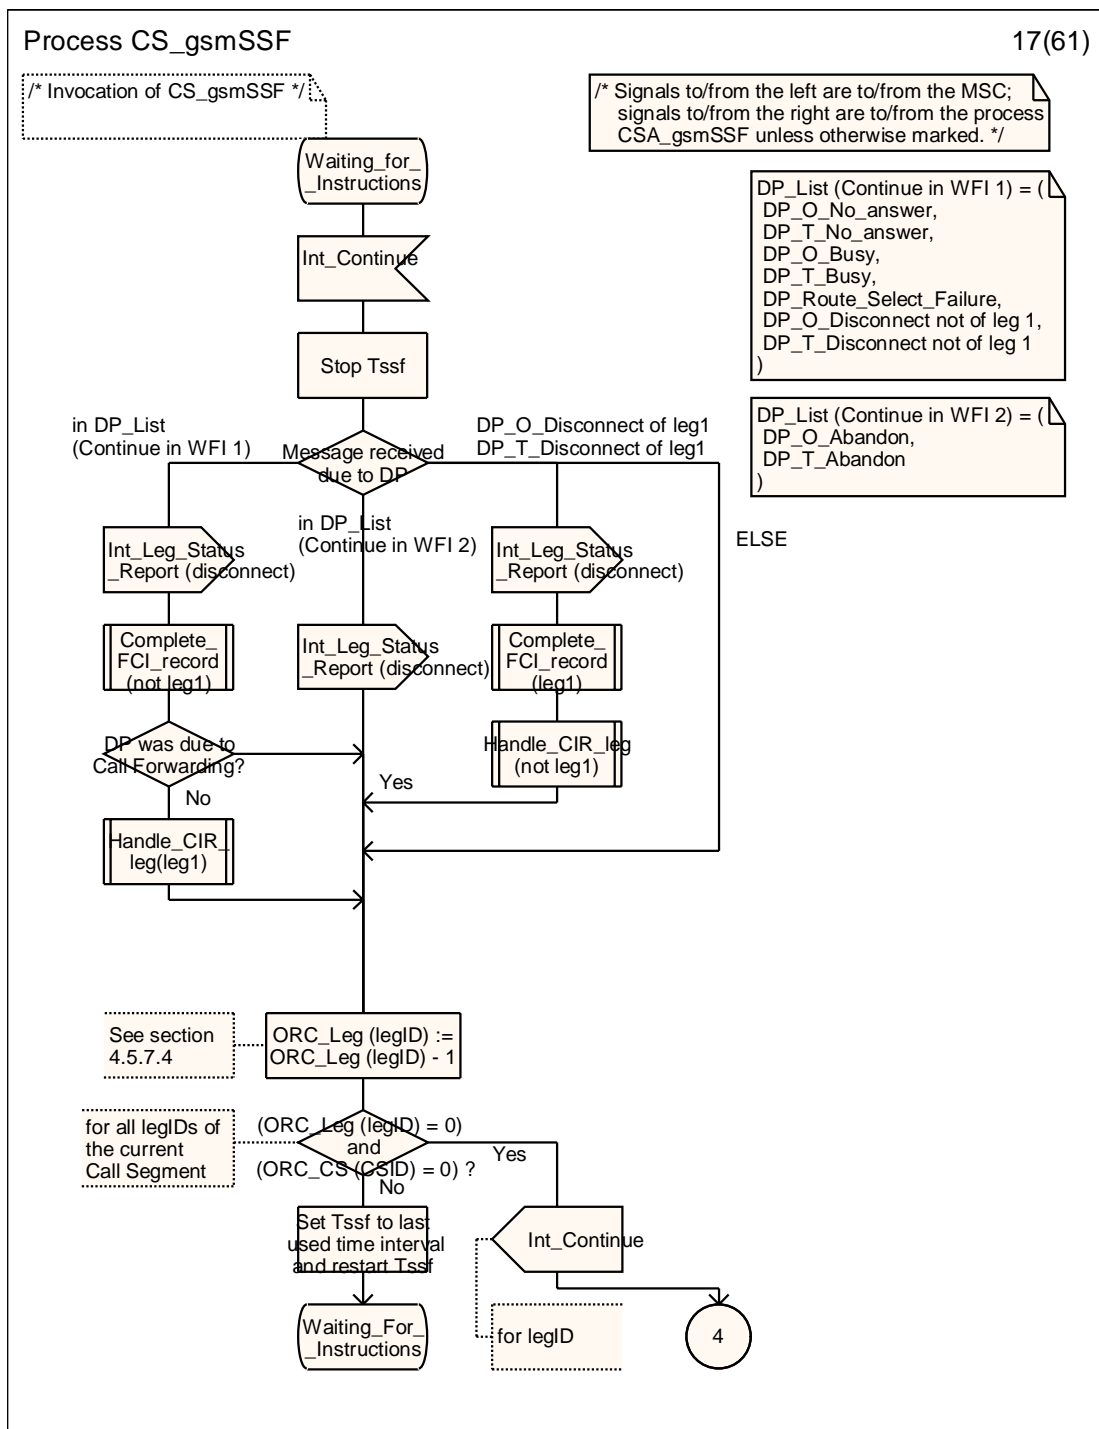 Process CS_gsmSSF
17(61)
/* Invocation of CS_gsmSSF */
/* Signals to/from the left are to/from the MSC;
signals to/from the right are to/from the process
CSA_gsmSSF unless otherwise marked. */
Waiting_for_
_Instructions
DP_List (Continue in WFI 1) = (
DP_O_No_answer,
DP_T_No_answer,
DP_O_Busy,
DP_T_Busy,
DP_Route_Select_Failure,
DP_O_Disconnect not of leg 1,
DP_T_Disconnect not of leg 1
)
Int_Continue
Stop Tssf
DP_List (Continue in WFI 2) = (
DP_O_Abandon,
DP_T_Abandon
)
in DP_List
(Continue in WFI 1)
Message received
due to DP
DP_O_Disconnect of leg1
DP_T_Disconnect of leg1
in DP_List
(Continue in WFI 2)
ELSE
Int_Leg_Status
_Report (disconnect)
Int_Leg_Status
_Report (disconnect)
Complete_
FCI_record
(not leg1)
Int_Leg_Status
_Report (disconnect)
Complete_
FCI_record
(leg1)
DP was due to
Call Forwarding?
Handle_CIR_leg
(not leg1)
Yes
No
Handle_CIR_
leg(leg1)
See section
4.5.7.4
ORC_Leg (legID) :=
ORC_Leg (legID) - 1
for all legIDs of
the current
Call Segment
(ORC_Leg (legID) = 0)
and
(ORC_CS (CSID) = 0) ?
Yes
No
Set Tssf to last
used time interval
and restart Tssf
Int_Continue
Waiting_For_
_Instructions
for legID
4